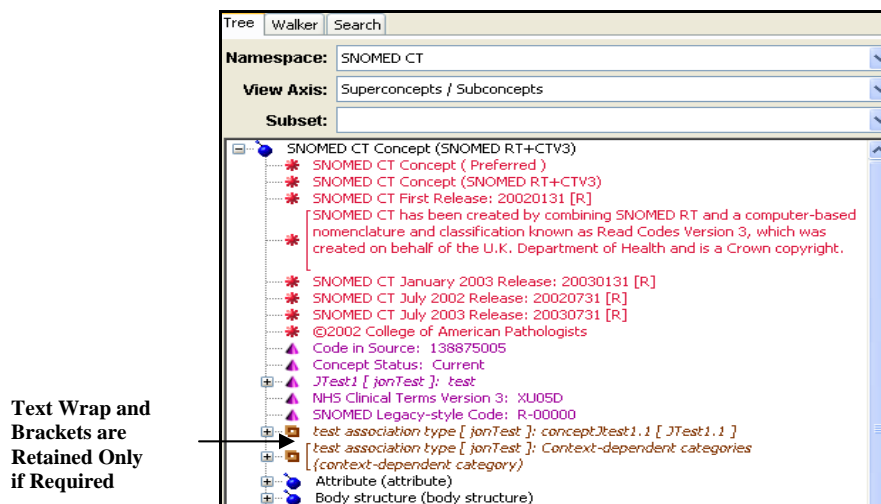 Tree Walker Search
Namespace: SNOMED CT
View Axis: Superconcepts / Subconcepts
Subset:
SNOMED CT Concept (SNOMED RT+CTV3)
SNOMED CT Concept ( Preferred )
SNOMED CT Concept (SNOMED RT+CTV3)
SNOMED CT First Release: 20020131 [R]
SNOMED CT has been created by combining SNOMED RT and a computer-based
nomenclature and classification known as Read Codes Version 3, which was
created on behalf of the U.K. Department of Health and is a Crown copyright.
SNOMED CT January 2003 Release: 20030131 [R]
SNOMED CT July 2002 Release: 20020731 [R]
SNOMED CT July 2003 Release: 20030731 [R]
©2002 College of American Pathologists
Code in Source: 138875005
Concept Status: Current
JTest1 [ jonTest ]: test
NHS Clinical Terms Version 3: XU05D
SNOMED Legacy-style Code: R-00000
test association type [ jonTest ]: conceptJtest1.1 [ JTest1.1 ]
test association type [ jonTest ]: Context-dependent categories
(context-dependent category)
Attribute (attribute)
Body structure (body structure)
Text Wrap and
Brackets are
Retained Only
if Required